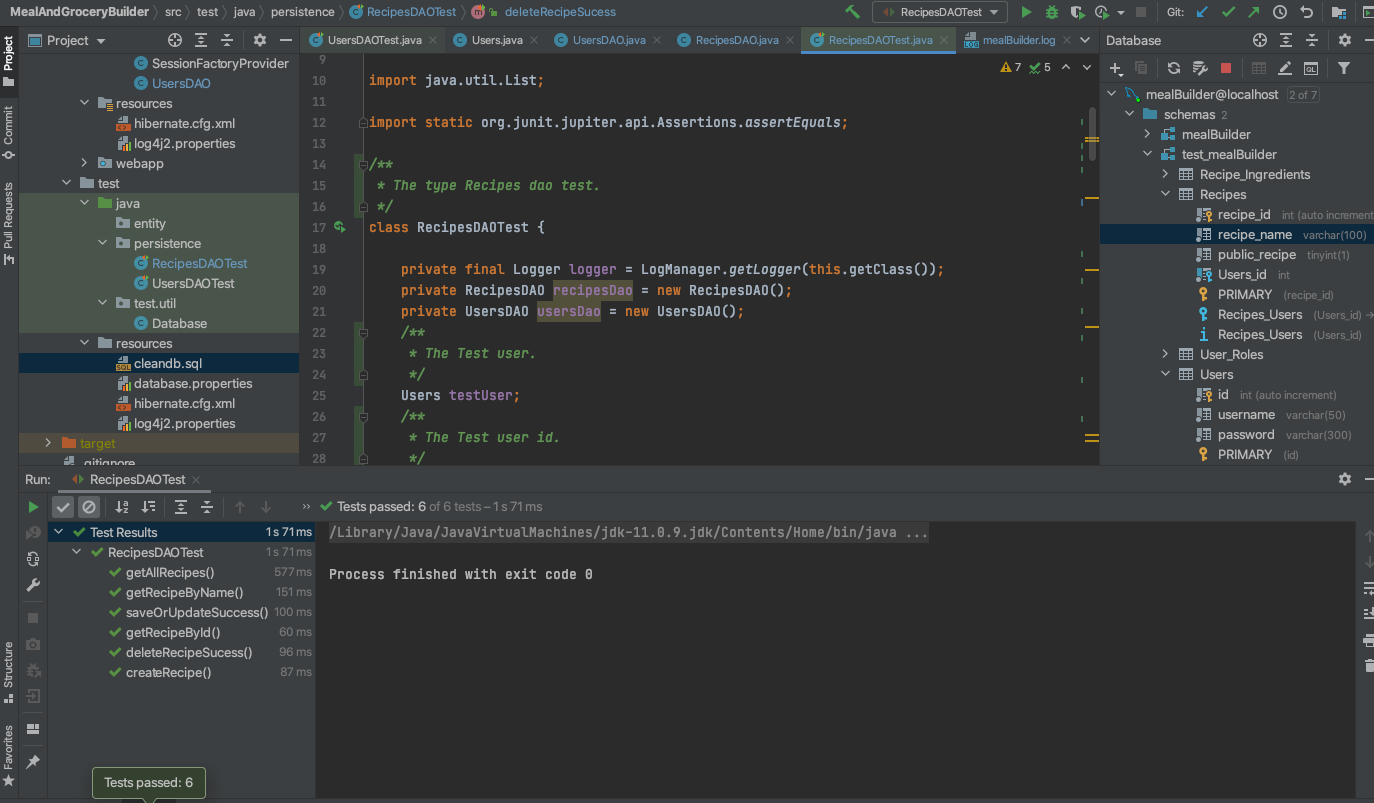 MealAndGroceryBuilder › src › test › java › persistence › RecipesDAOTest › deleteRecipeSucess
RecipesDAOTest
Git:
Project
Commit
Pull Requests
Structure
Favorites
Project
SessionFactoryProvider
UsersDAO
resources
hibernate.cfg.xml
log4j2.properties
webapp
test
java
entity
persistence
RecipesDAOTest
UsersDAOTest
test.util
Database
resources
cleandb.sql
database.properties
hibernate.cfg.xml
log4j2.properties
target
.gitignore
UsersDAOTest.java Users.java UsersDAO.java RecipesDAO.java RecipesDAOTest.java mealBuilder.log
7 5
9
10 import java.util.List;
11
12 import static org.junit.jupiter.api.Assertions.assertEquals;
13
14 /**
15 * The type Recipes dao test.
16 */
17 class RecipesDAOTest {
18
19 private final Logger logger = LogManager.getLogger(this.getClass());
20 private RecipesDAO recipesDao = new RecipesDAO();
21 private UsersDAO usersDao = new UsersDAO();
22 /**
23 * The Test user.
24 */
25 Users testUser;
26 /**
27 * The Test user id.
28 */
Database
QL
mealBuilder@localhost 2 of 7
schemas 2
mealBuilder
test_mealBuilder
Recipe_Ingredients
Recipes
recipe_id int (auto increment
recipe_name varchar(100)
public_recipe tinyint(1)
Users_id int
PRIMARY (recipe_id)
Recipes_Users (Users_id) →
Recipes_Users (Users_id)
User_Roles
Users
id int (auto increment)
username varchar(50)
password varchar(300)
PRIMARY (id)
Run: RecipesDAOTest
Tests passed: 6 of 6 tests – 1 s 71 ms
Test Results 1 s 71 ms
RecipesDAOTest 1 s 71 ms
getAllRecipes() 577 ms
getRecipeByName() 151 ms
saveOrUpdateSuccess() 100 ms
getRecipeById() 60 ms
deleteRecipeSucess() 96 ms
createRecipe() 87 ms
/Library/Java/JavaVirtualMachines/jdk-11.0.9.jdk/Contents/Home/bin/java ...
Process finished with exit code 0
Tests passed: 6